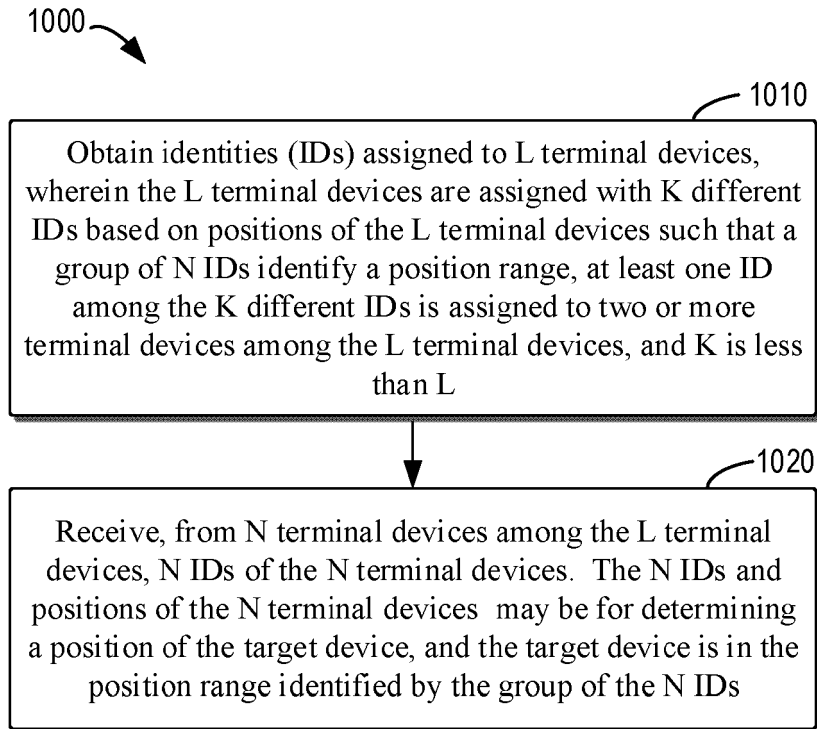 1000
1010
Obtain identities (IDs) assigned to L terminal devices,
wherein the L terminal devices are assigned with K different
IDs based on positions of the L terminal devices such that a
group of N IDs identify a position range, at least one ID
among the K different IDs is assigned to two or more
terminal devices among the L terminal devices, and K is less
than L
1020
Receive, from N terminal devices among the L terminal
devices, N IDs of the N terminal devices. The N IDs and
positions of the N terminal devices may be for determining
a position of the target device, and the target device is in the
position range identified by the group of the N IDs